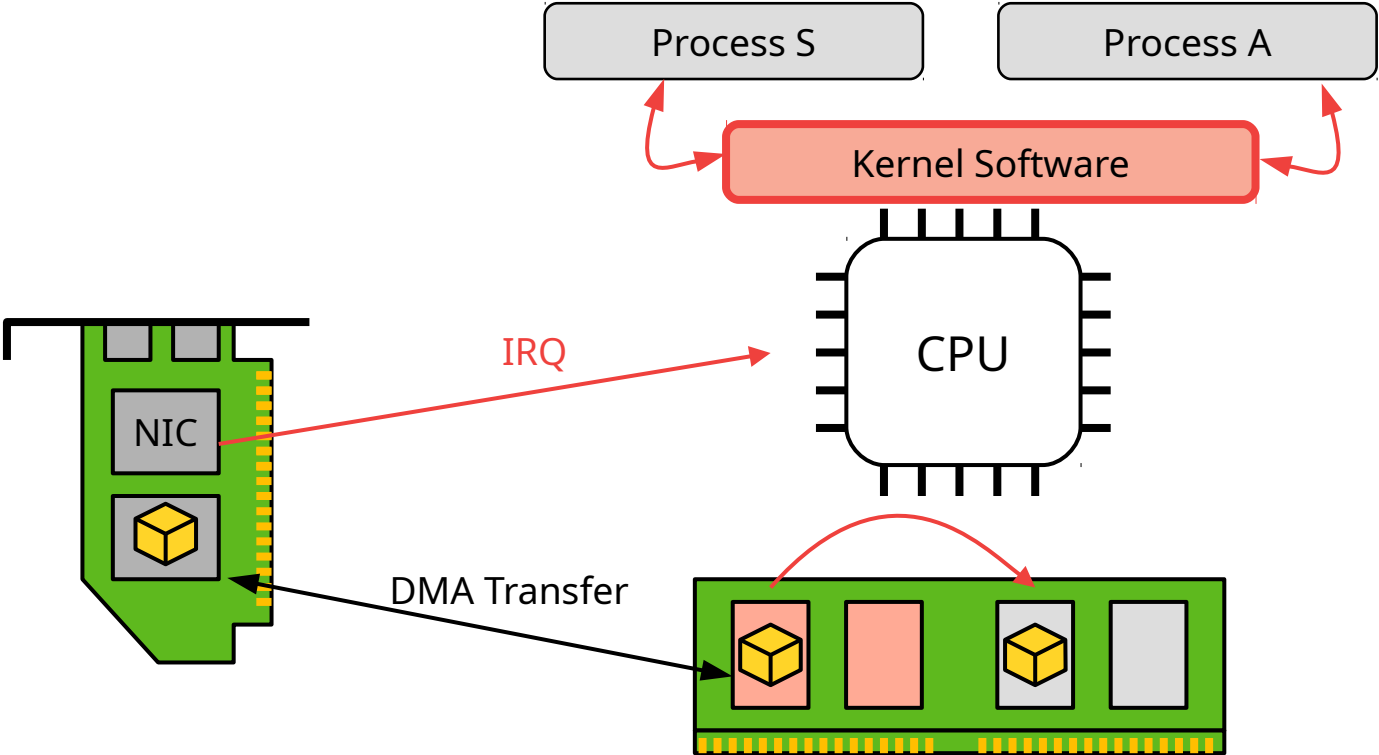 Process S
Process A
Kernel Software
CPU
IRQ
NIC
DMA Transfer